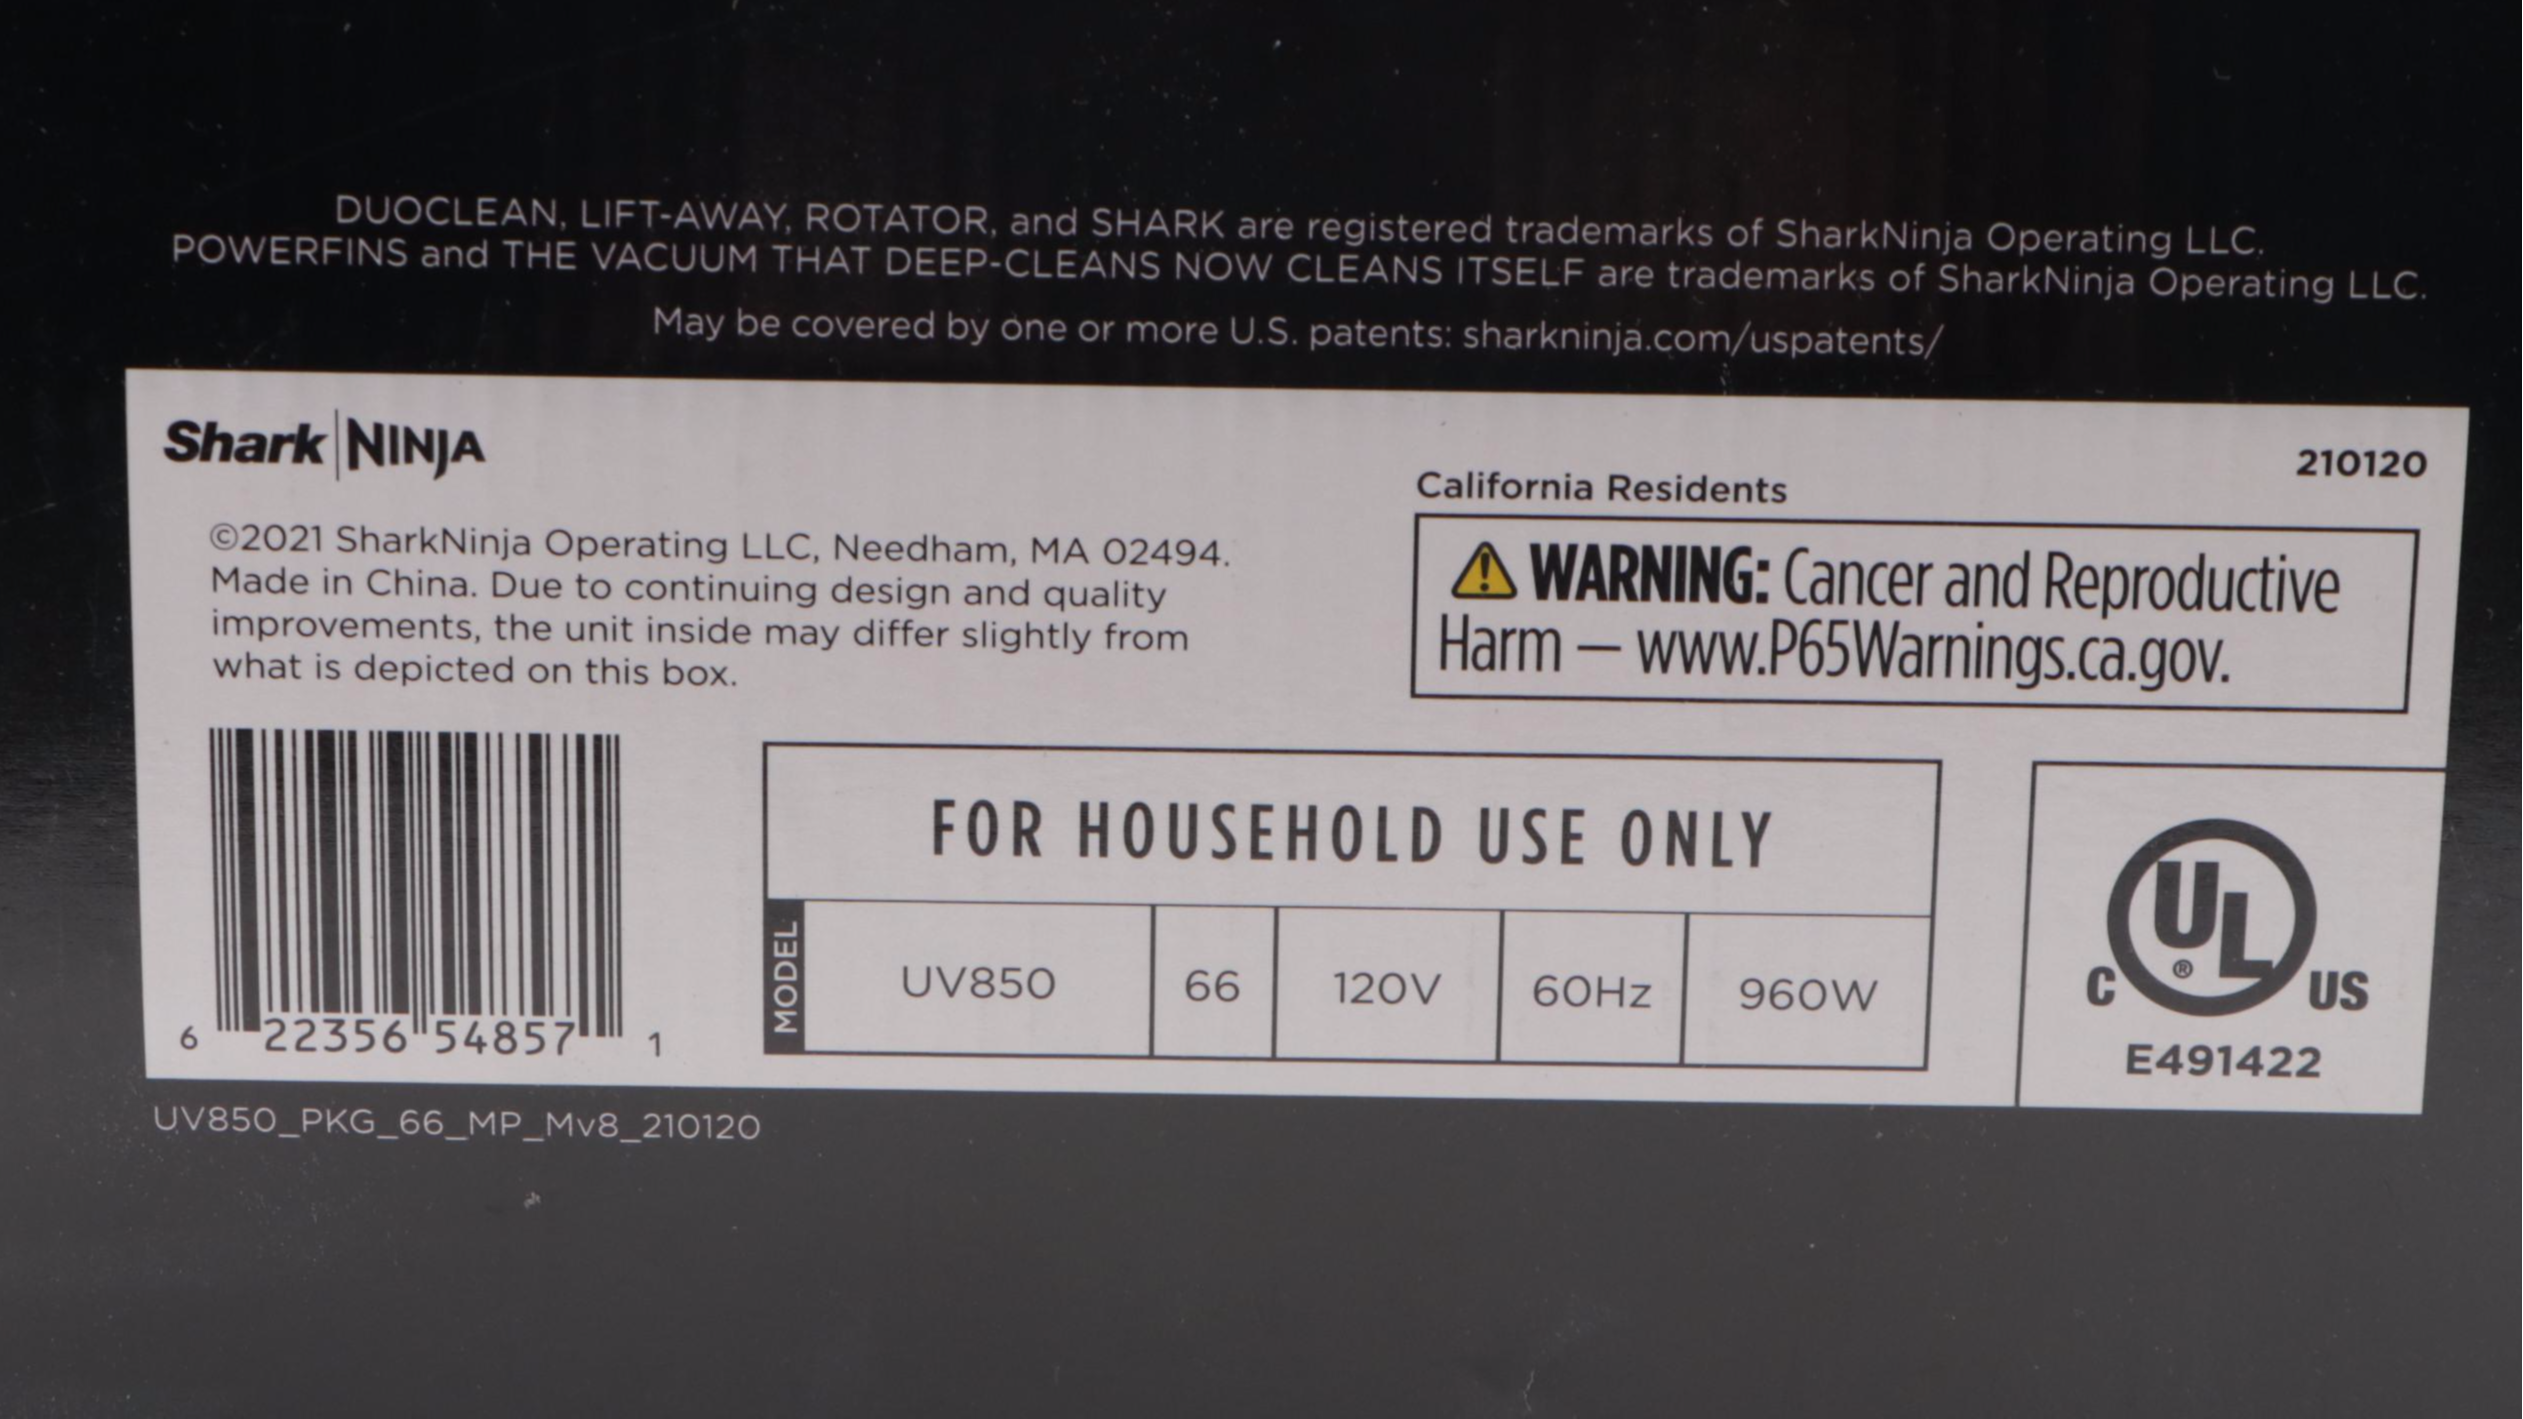 DUOCLEAN, LIFT-AWAY, ROTATOR, and SHARK are registered trademarks of SharkNinja Operating LLC.
POWERFINS and THE VACUUM THAT DEEP-CLEANS NOW CLEANS ITSELF are trademarks of SharkNinja Operating LLC.
May be covered by one or more U.S. patents: sharkninja.com/uspatents/
Shark | NINJA
210120
©2021 SharkNinja Operating LLC, Needham, MA 02494.
Made in China. Due to continuing design and quality
improvements, the unit inside may differ slightly from
what is depicted on this box.
California Residents
⚠ WARNING: Cancer and Reproductive
Harm – www.P65Warnings.ca.gov.
6 22356 54857 1
FOR HOUSEHOLD USE ONLY
MODEL UV850 66 120V 60Hz 960W
C UL ® US
E491422
UV850_PKG_66_MP_Mv8_210120